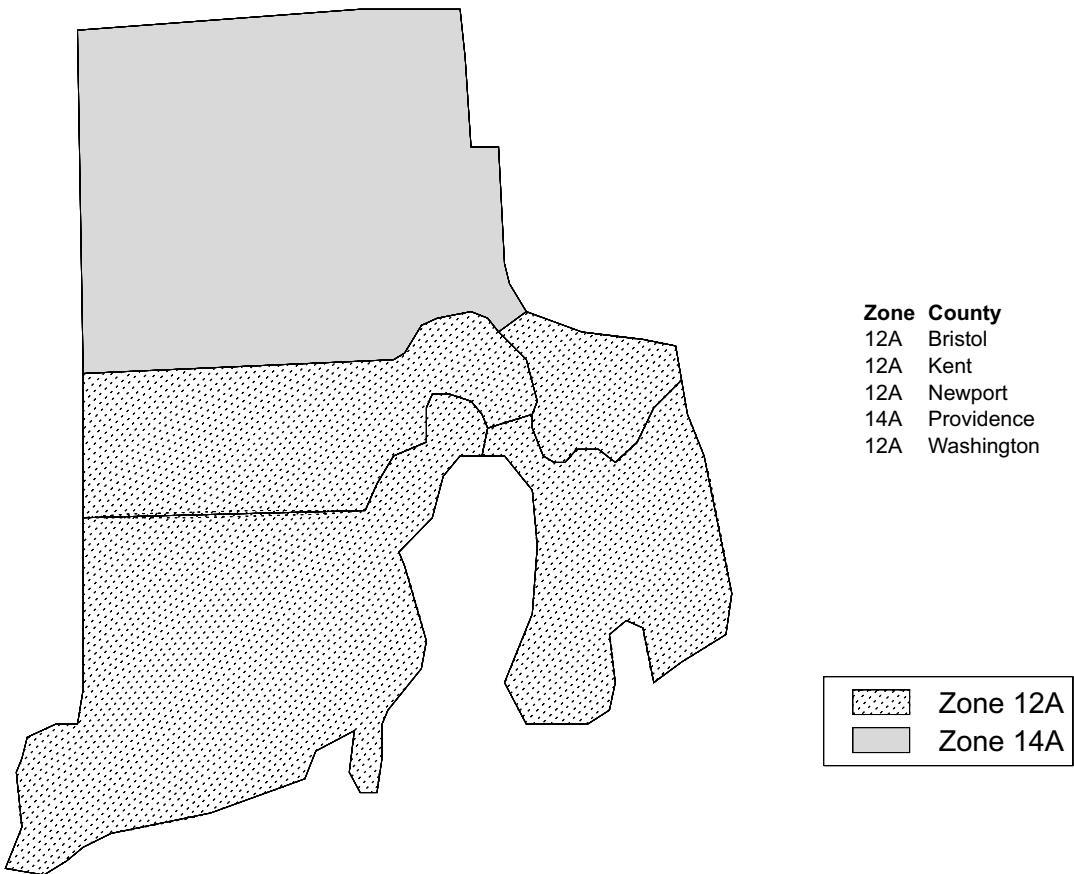 Zone County
12A Bristol
12A Kent
12A Newport
14A Providence
12A Washington
Zone 12A
Zone 14A